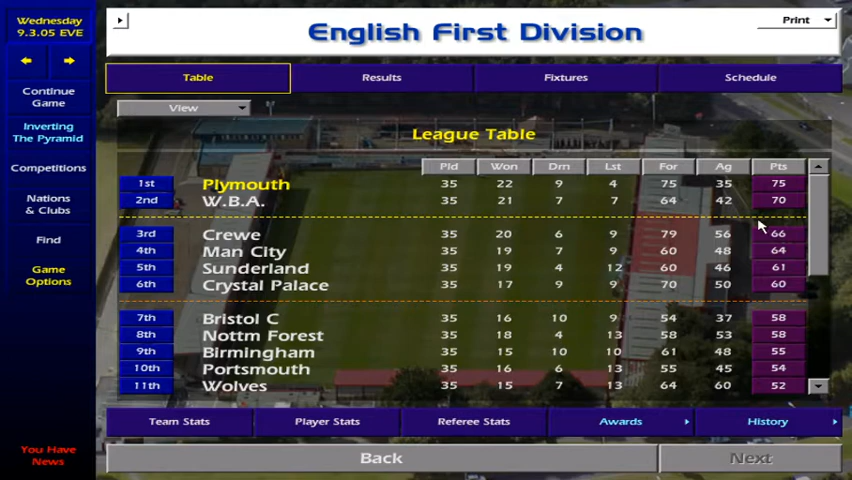 Wednesday
9.3.05 EVE
English First Division
Print
Table Results Fixtures Schedule
Continue
Game
View
Inverting
The Pyramid
League Table
Competitions
Pld Won Drn Lst For Ag Pts
1st Plymouth 35 22 9 4 75 35 75
2nd W.B.A. 35 21 7 7 64 42 70
Nations
& Clubs
3rd Crewe 35 20 6 9 79 56 66
Find
4th Man City 35 19 7 9 60 48 64
5th Sunderland 35 19 4 12 60 46 61
Game
Options
6th Crystal Palace 35 17 9 9 70 50 60
7th Bristol C 35 16 10 9 54 37 58
8th Nottm Forest 35 18 4 13 58 53 58
9th Birmingham 35 15 10 10 61 48 55
10th Portsmouth 35 16 6 13 55 45 54
11th Wolves 35 15 7 13 64 60 52
Team Stats Player Stats Referee Stats Awards History
You Have
News
Back Next